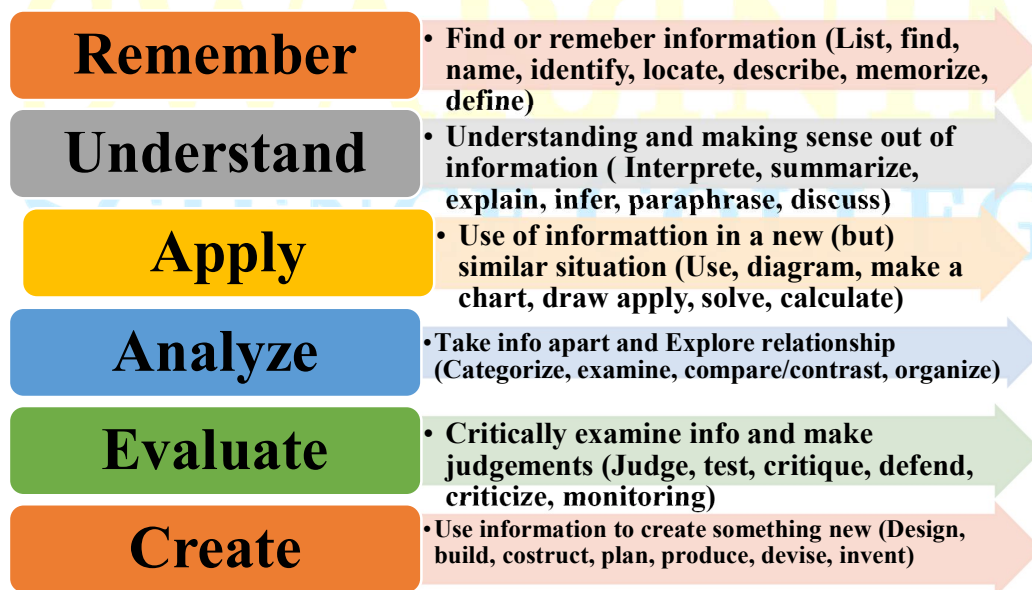 Remember
• Find or remeber information (List, find,
name, identify, locate, describe, memorize,
define)
Understand
• Understanding and making sense out of
information ( Interprete, summarize,
explain, infer, paraphrase, discuss)
Apply
• Use of informattion in a new (but)
similar situation (Use, diagram, make a
chart, draw apply, solve, calculate)
Analyze
•Take info apart and Explore relationship
(Categorize, examine, compare/contrast, organize)
Evaluate
• Critically examine info and make
judgements (Judge, test, critique, defend,
criticize, monitoring)
Create
•Use information to create something new (Design,
build, costruct, plan, produce, devise, invent)